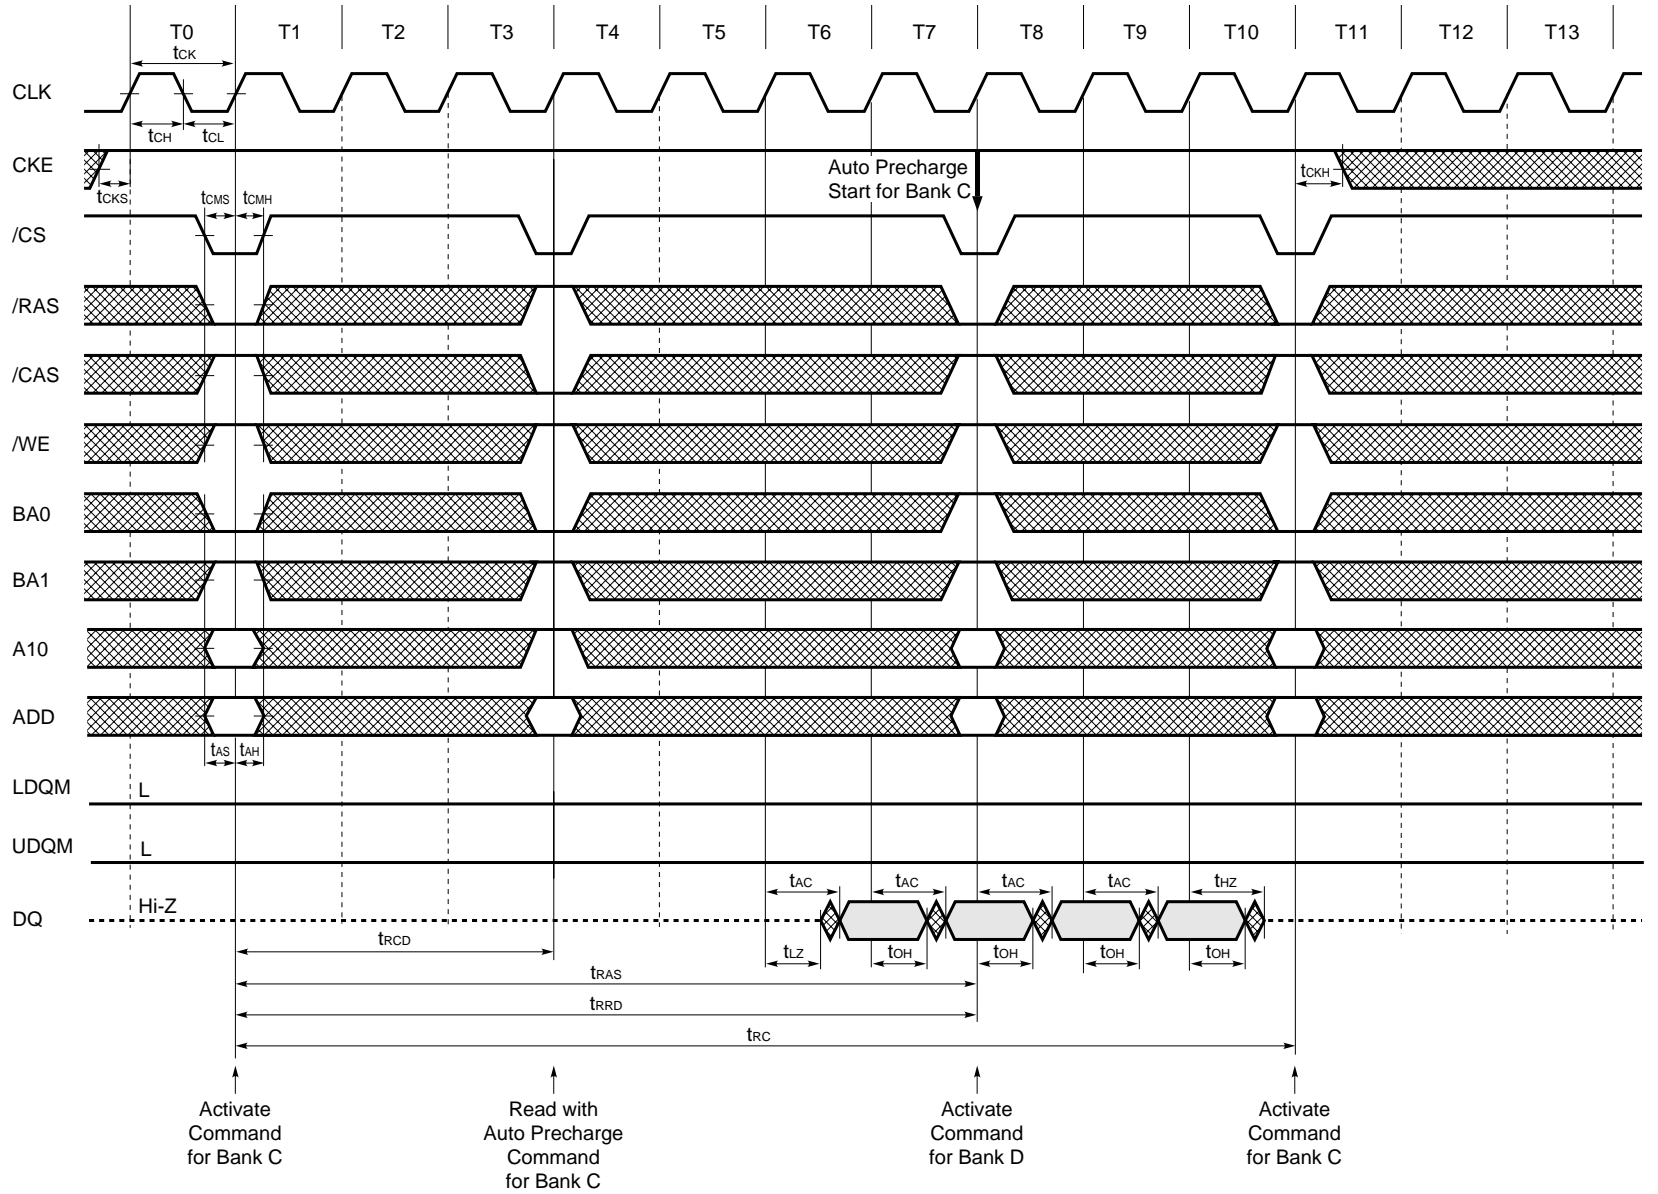 T0 T1 T2 T3 T4 T5 T6 T7 T8 T9 T10 T11 T12 T13
tCK
CLK
tCH tCL
CKE
Auto Precharge
Start for Bank C
tCKH
tCKS tCMS tCMH
/CS
/RAS
/CAS
/WE
BA0
BA1
A10
ADD
tAS tAH
LDQM L
UDQM L
tAC tAC tAC tAC tHZ
DQ Hi-Z
tRCD tLZ tOH tOH tOH tOH
tRAS
tRRD
tRC
Activate
Command
for Bank C
Read with
Auto Precharge
Command
for Bank C
Activate
Command
for Bank D
Activate
Command
for Bank C